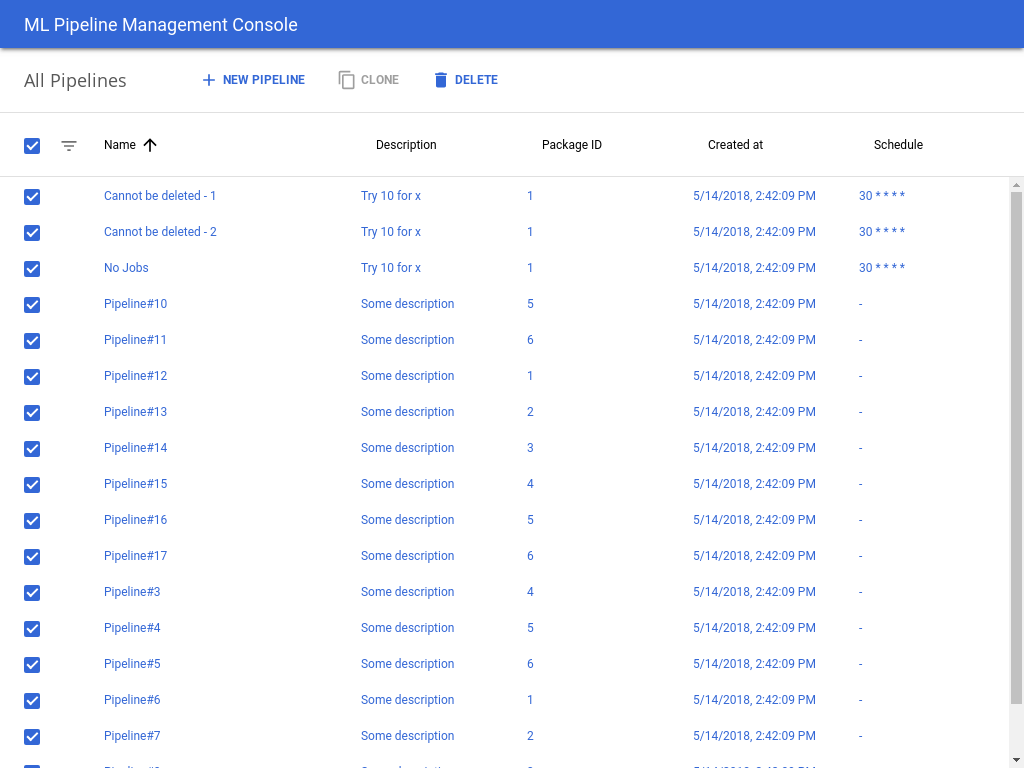 ML Pipeline Management Console
All Pipelines NEW PIPELINE CLONE DELETE
Name Description Package ID Created at Schedule
Cannot be deleted - 1 Try 10 for x 1 5/14/2018, 2:42:09 PM 30 * * * *
Cannot be deleted - 2 Try 10 for x 1 5/14/2018, 2:42:09 PM 30 * * * *
No Jobs Try 10 for x 1 5/14/2018, 2:42:09 PM 30 * * * *
Pipeline#10 Some description 5 5/14/2018, 2:42:09 PM -
Pipeline#11 Some description 6 5/14/2018, 2:42:09 PM -
Pipeline#12 Some description 1 5/14/2018, 2:42:09 PM -
Pipeline#13 Some description 2 5/14/2018, 2:42:09 PM -
Pipeline#14 Some description 3 5/14/2018, 2:42:09 PM -
Pipeline#15 Some description 4 5/14/2018, 2:42:09 PM -
Pipeline#16 Some description 5 5/14/2018, 2:42:09 PM -
Pipeline#17 Some description 6 5/14/2018, 2:42:09 PM -
Pipeline#3 Some description 4 5/14/2018, 2:42:09 PM -
Pipeline#4 Some description 5 5/14/2018, 2:42:09 PM -
Pipeline#5 Some description 6 5/14/2018, 2:42:09 PM -
Pipeline#6 Some description 1 5/14/2018, 2:42:09 PM -
Pipeline#7 Some description 2 5/14/2018, 2:42:09 PM -